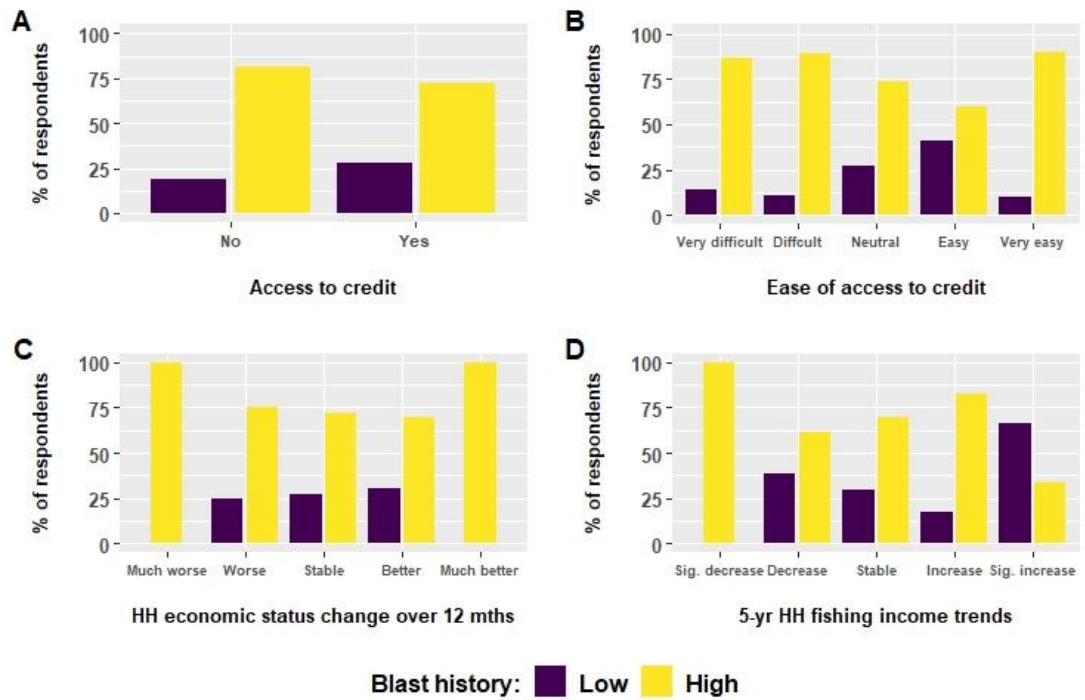 A
B
% of respondents
100
75
50
25
0
No Yes
Access to credit
% of respondents
100
75
50
25
0
Very difficult Diffcult Neutral Easy Very easy
Ease of access to credit
C
D
% of respondents
100
75
50
25
0
Much worse Worse Stable Better Much better
HH economic status change over 12 mths
% of respondents
100
75
50
25
0
Sig. decrease Decrease Stable Increase Sig. increase
5-yr HH fishing income trends
Blast history: Low High